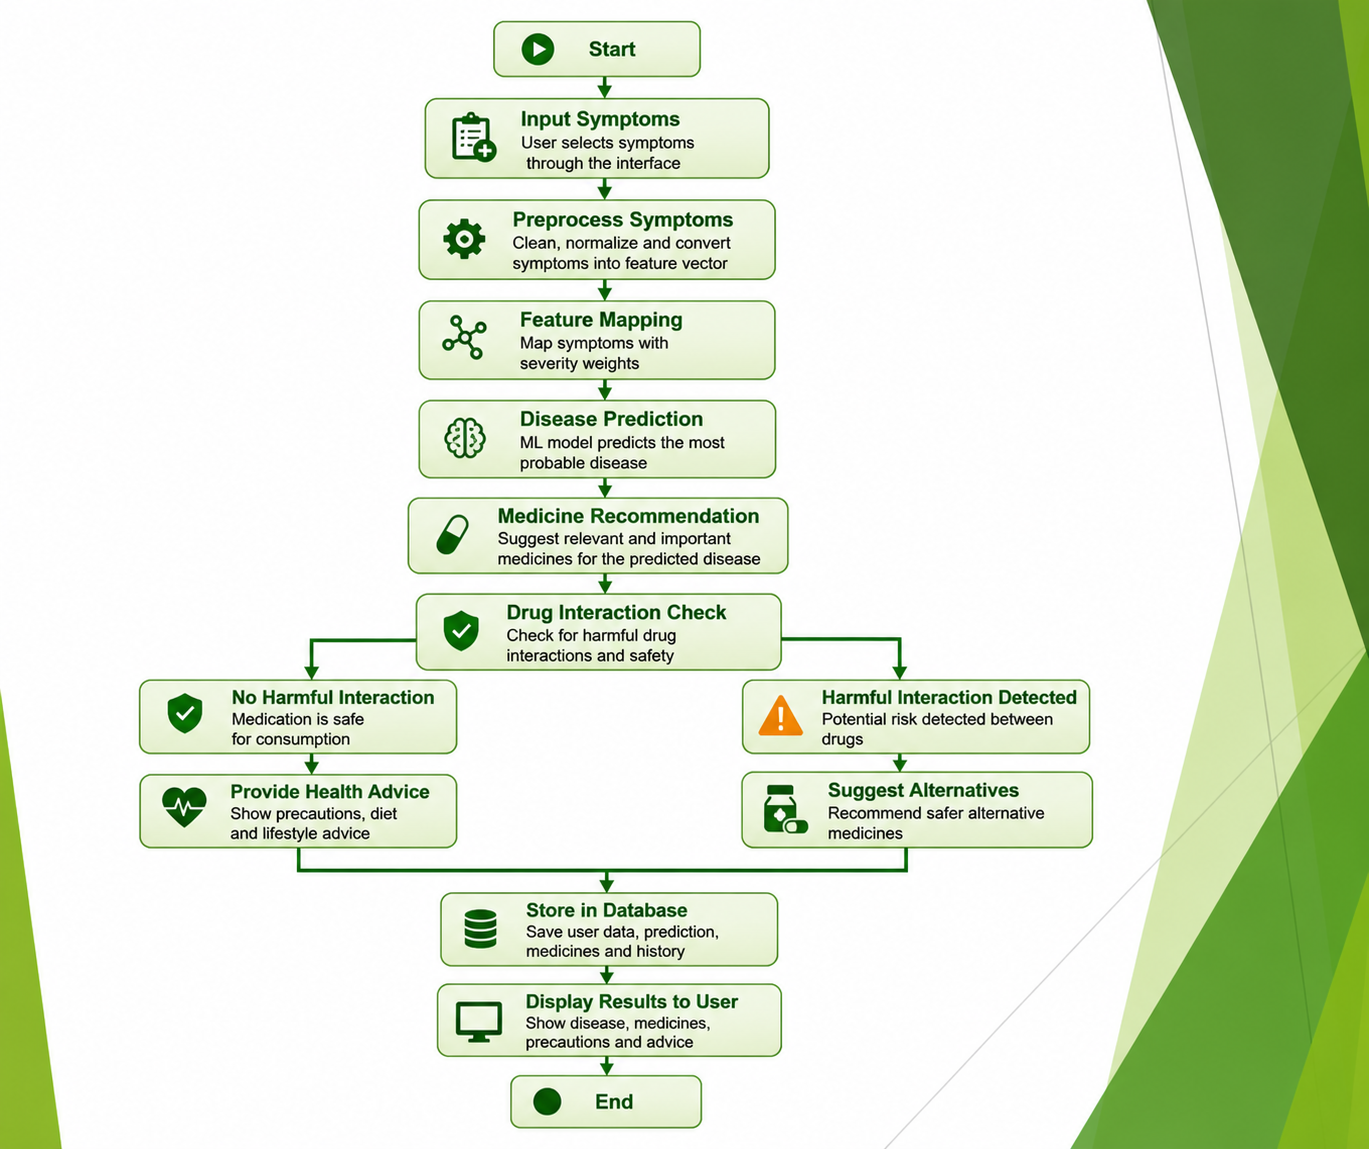 Start
Input Symptoms
User selects symptoms
through the interface
Preprocess Symptoms
Clean, normalize and convert
symptoms into feature vector
Feature Mapping
Map symptoms with
severity weights
Disease Prediction
ML model predicts the most
probable disease
Medicine Recommendation
Suggest relevant and important
medicines for the predicted disease
Drug Interaction Check
Check for harmful drug
interactions and safety
No Harmful Interaction
Medication is safe
for consumption
Harmful Interaction Detected
Potential risk detected between
drugs
Provide Health Advice
Show precautions, diet
and lifestyle advice
Suggest Alternatives
Recommend safer alternative
medicines
Store in Database
Save user data, prediction,
medicines and history
Display Results to User
Show disease, medicines,
precautions and advice
End